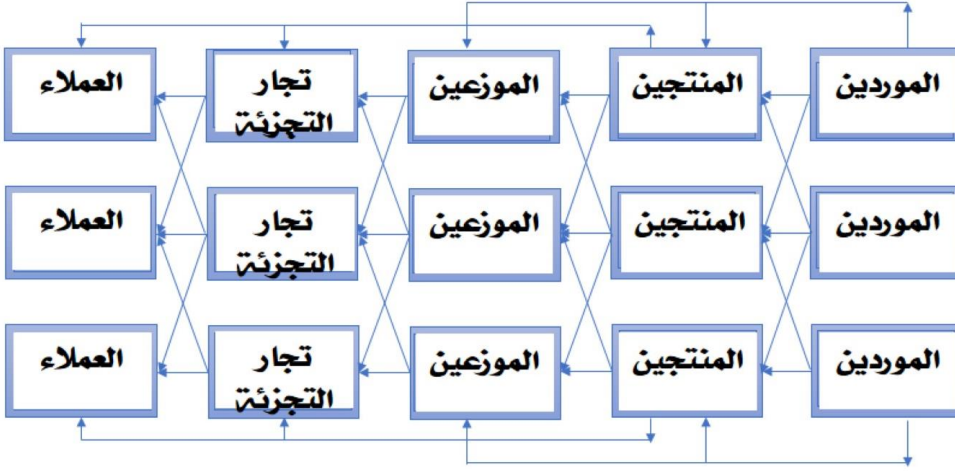 الموردين
المنتجين
الموزعين
تجار
التجزئة
العملاء
الموردين
المنتجين
الموزعين
تجار
التجزئة
العملاء
الموردين
المنتجين
الموزعين
تجار
التجزئة
العملاء